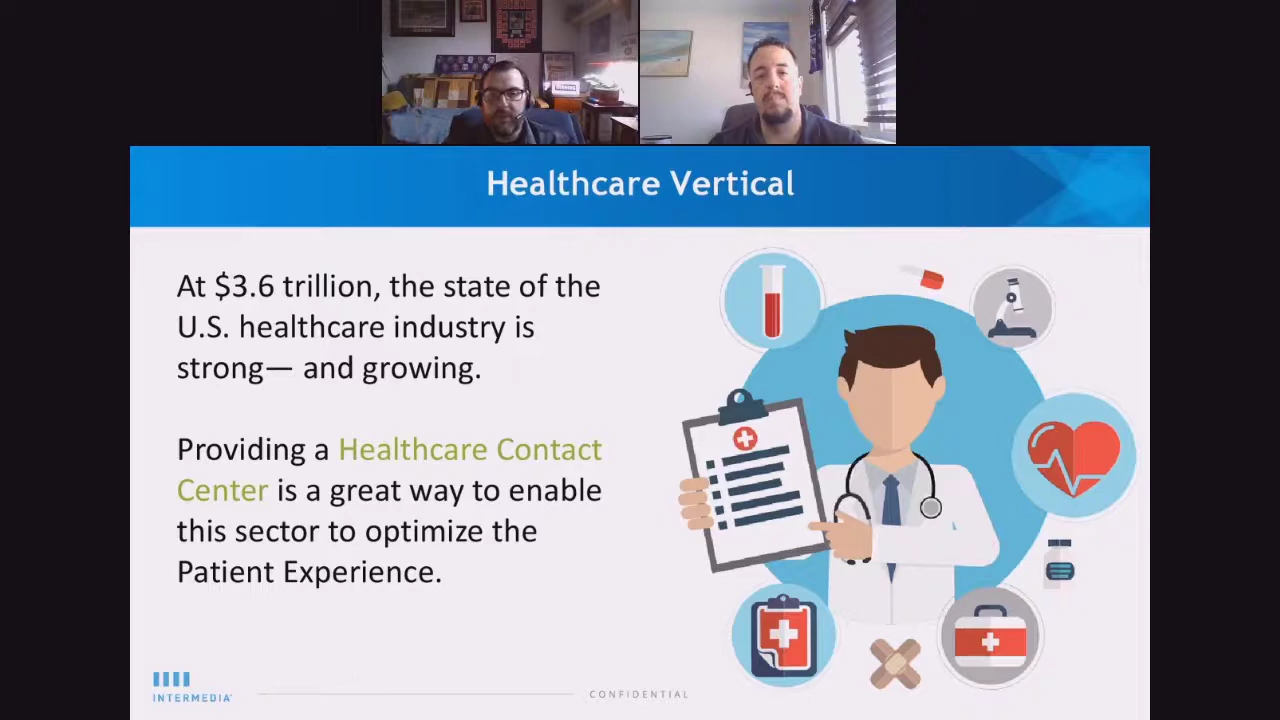 Healthcare Vertical
At $3.6 trillion, the state of the
U.S. healthcare industry is
strong— and growing.
Providing a Healthcare Contact
Center is a great way to enable
this sector to optimize the
Patient Experience.
INTERMEDIA
CONFIDENTIAL